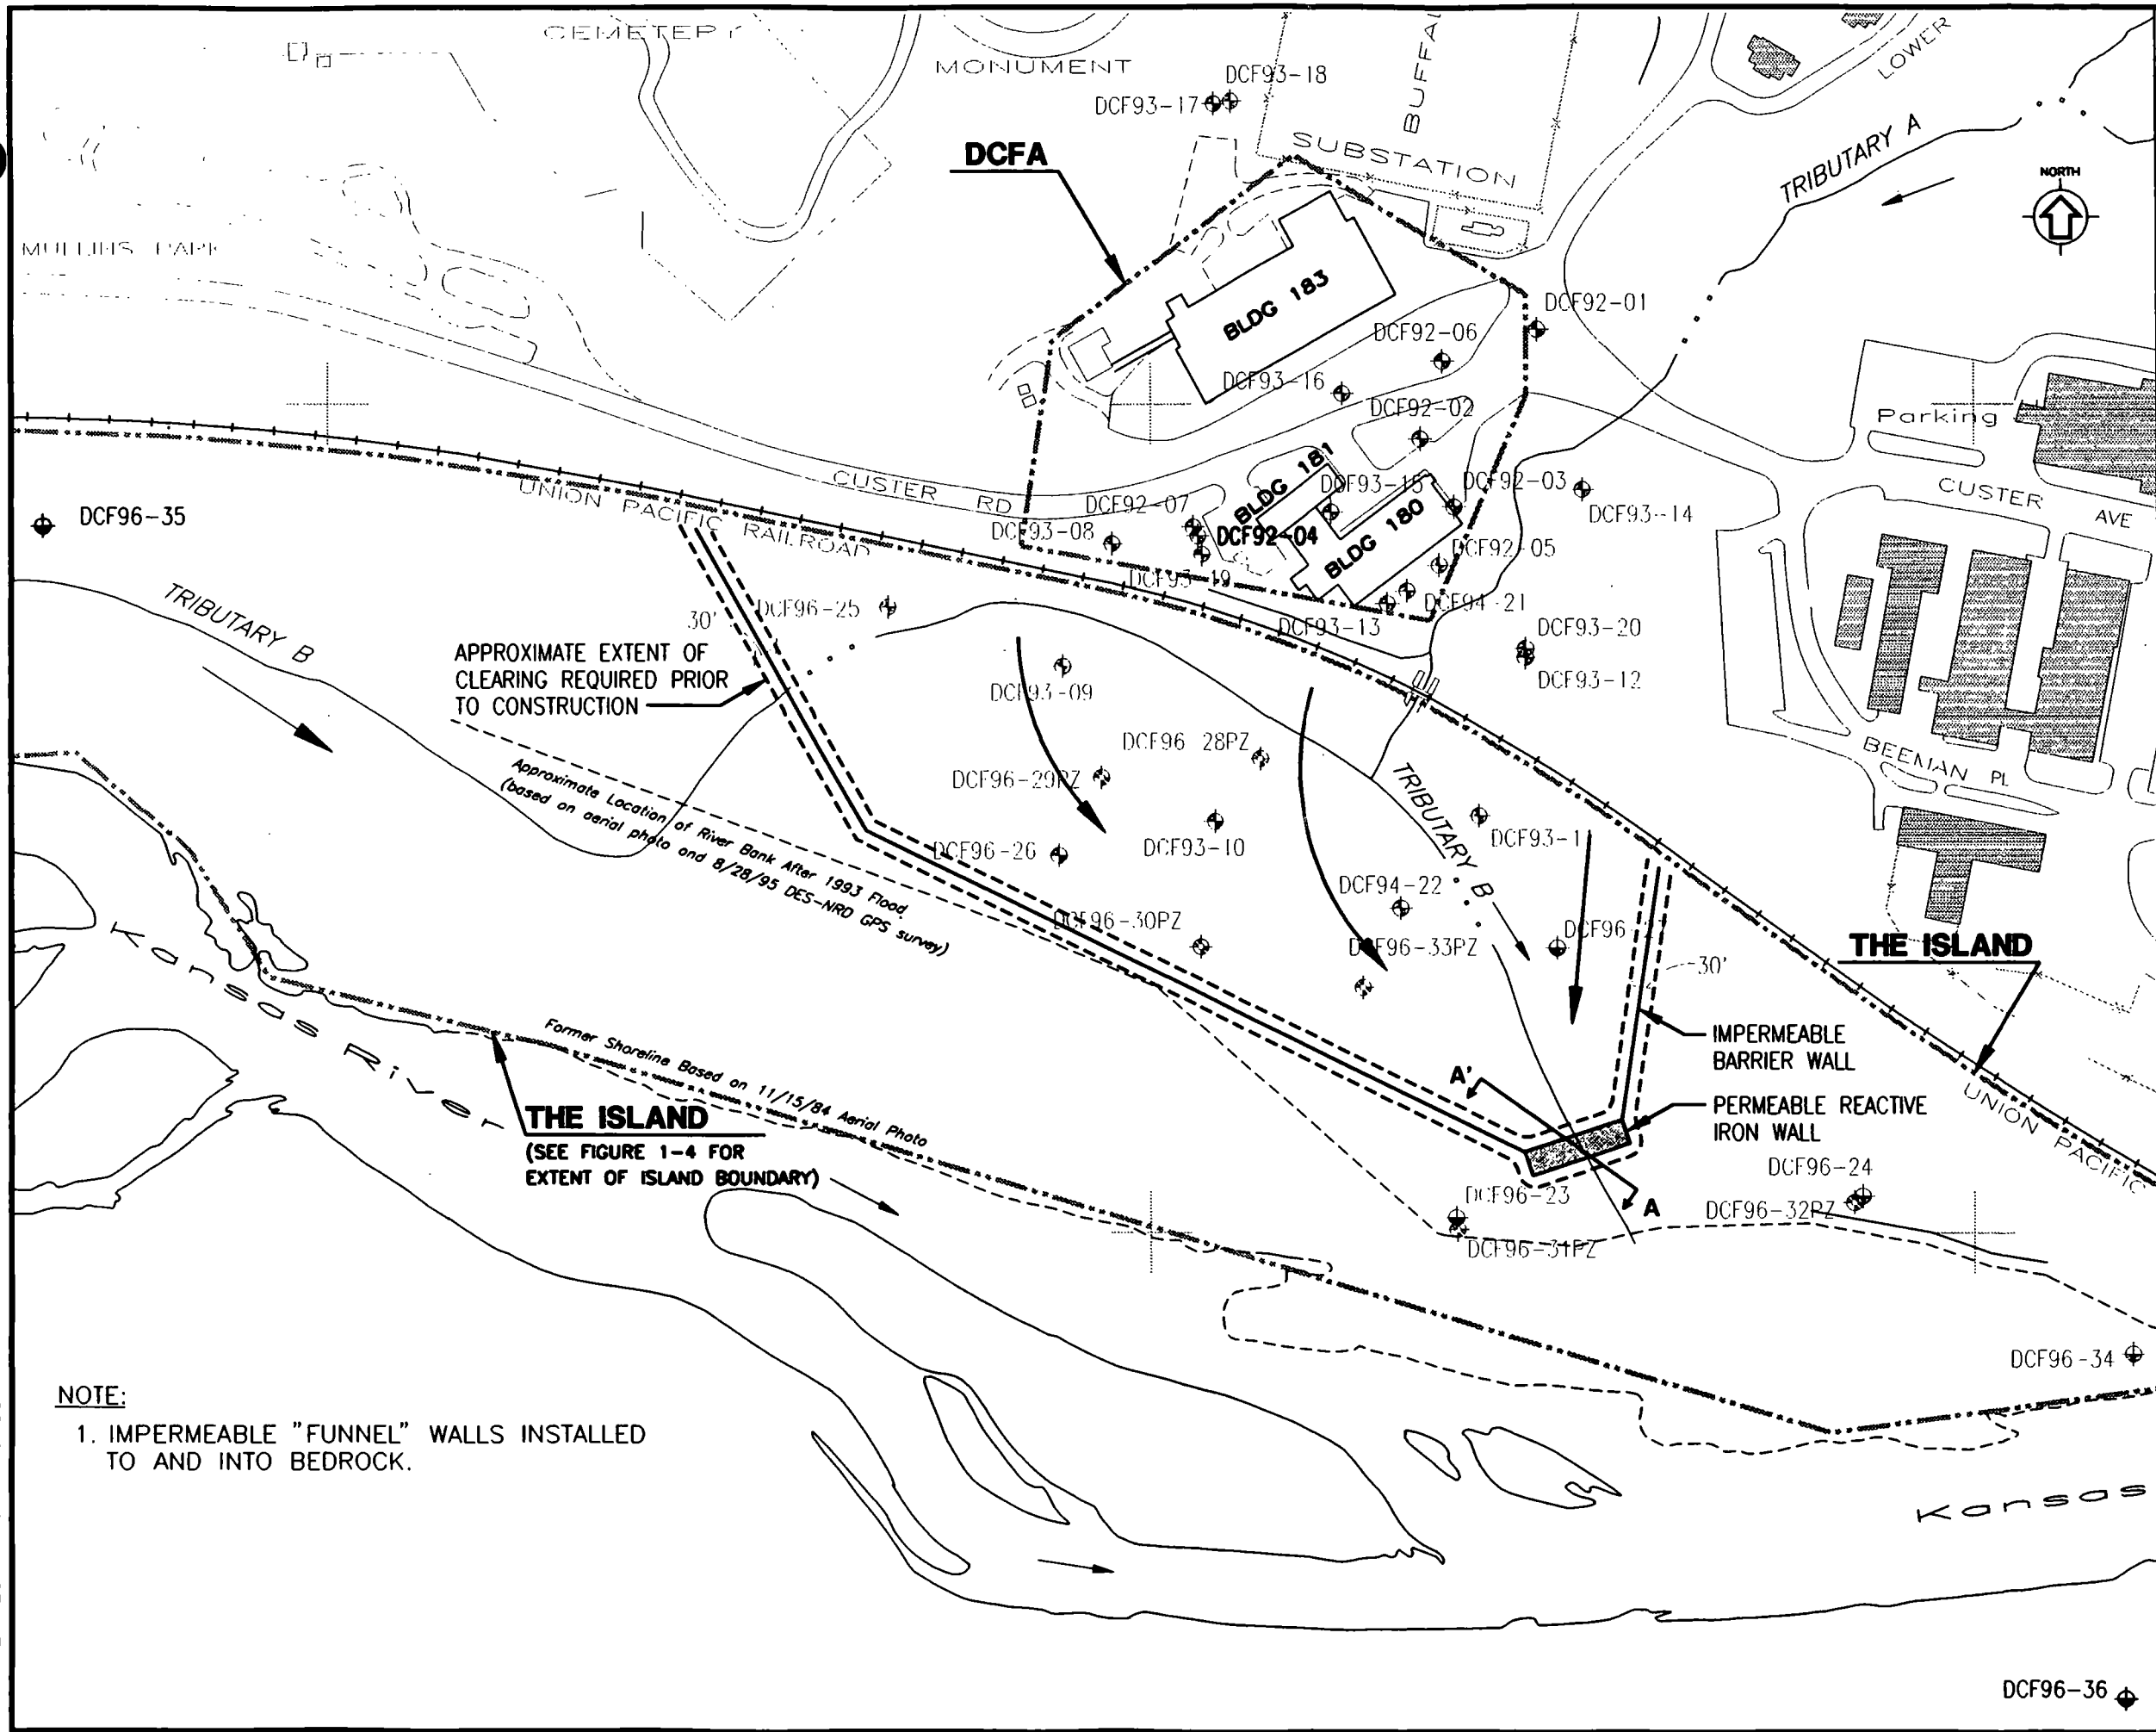 CEMETERY
MONUMENT
BUFFAL
LOWER
DCF93-18
DCF93-17
SUBSTATION
TRIBUTARY A
DCFA
NORTH
MULLINS PARK
BLDG 183
DCF92-01
DCF92-06
DCF93-16
DCF92-02
Parking
CUSTER AVE
UNION PACIFIC RAILROAD
CUSTER RD
BLDG 181
DCF93-15
DCF92-03
DCF93-14
DCF96-35
DCF92-07
DCF93-08
DCF92-04
BLDG 180
DCF92-05
DCF93-19
DCF94-21
DCF93-13
DCF93-20
DCF93-12
TRIBUTARY B
30'
DCF96-25
APPROXIMATE EXTENT OF
CLEARING REQUIRED PRIOR
TO CONSTRUCTION
DCF93-09
DCF96 28PZ
DCF96-29PZ
BEEMAN PL
Approximate Location of River Bank After 1993 Flood.
(based on aerial photo and 8/28/95 DES-NRD GPS survey)
DCF96-26
DCF93-10
TRIBUTARY B
DCF93-1
DCF94-22
DCF96-30PZ
DCF96-33PZ
DCF96-2
30'
THE ISLAND
Kansas River
Former Shoreline Based on 11/15/84 Aerial Photo
IMPERMEABLE
BARRIER WALL
THE ISLAND
(SEE FIGURE 1-4 FOR
EXTENT OF ISLAND BOUNDARY)
A'
A
PERMEABLE REACTIVE
IRON WALL
UNION PACIFIC
DCF96-24
DCF96-23
DCF96-32PZ
DCF96-31PZ
DCF96-34
NOTE:
1. IMPERMEABLE "FUNNEL" WALLS INSTALLED
TO AND INTO BEDROCK.
Kansas
DCF96-36